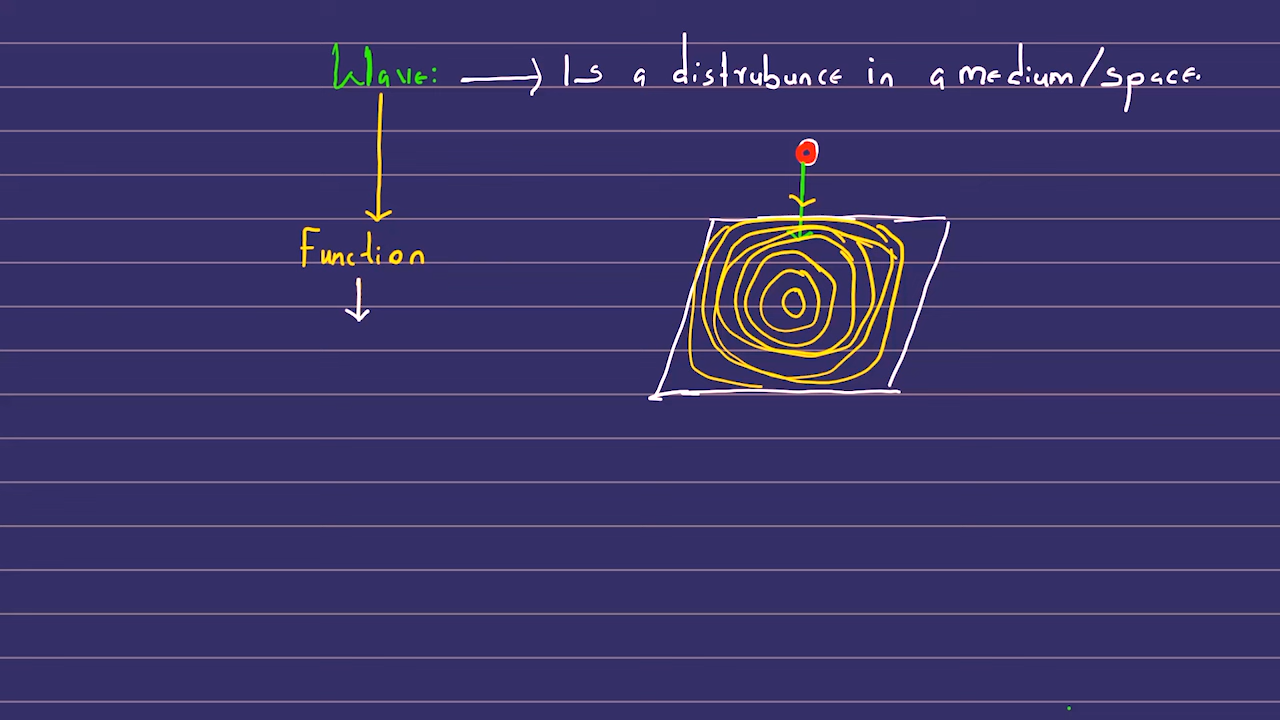 Wave: → Is a distrubunce in a medium/space.
Function